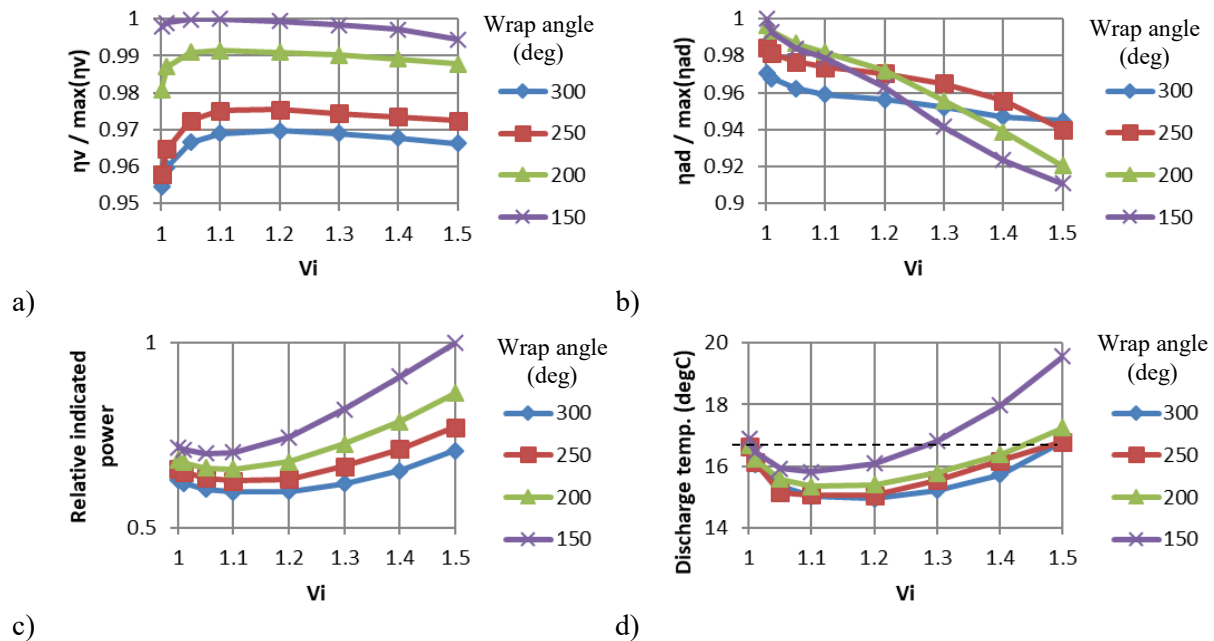 ηv / max(ηv)
1
0.99
0.98
0.97
0.96
0.95
1 1.1 1.2 1.3 1.4 1.5
Vi
Wrap angle
(deg)
300
250
200
150
a)
ηad / max(ηad)
1
0.98
0.96
0.94
0.92
0.9
1 1.1 1.2 1.3 1.4 1.5
Vi
Wrap angle
(deg)
300
250
200
150
b)
Relative indicated
power
1
0.5
1 1.1 1.2 1.3 1.4 1.5
Vi
Wrap angle
(deg)
300
250
200
150
c)
Discharge temp. (degC)
20
18
16
14
1 1.1 1.2 1.3 1.4 1.5
Vi
Wrap angle
(deg)
300
250
200
150
d)